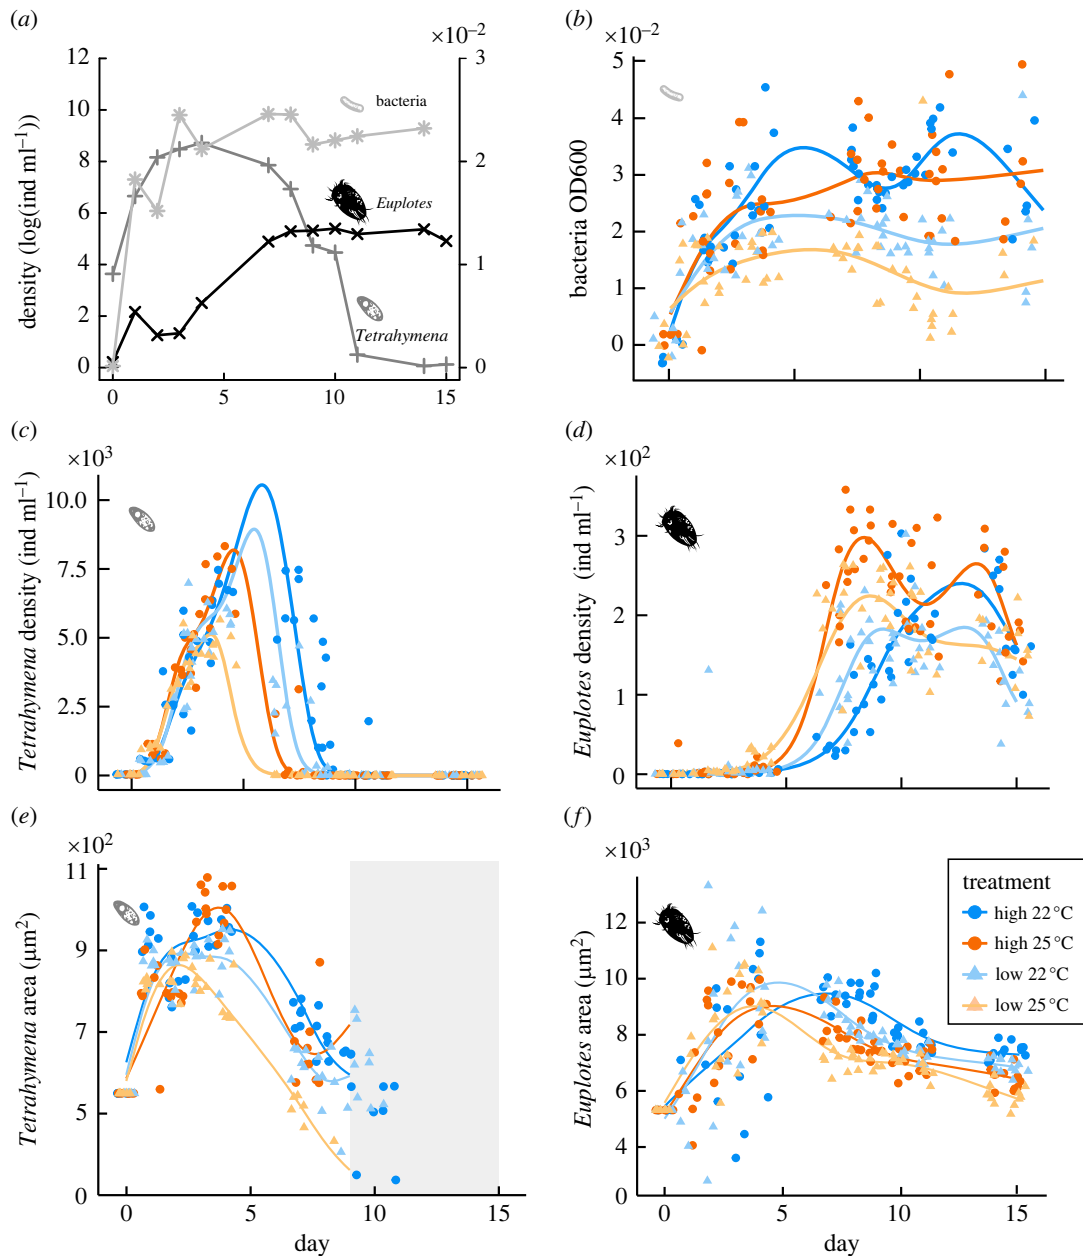 (a)
×10⁻²
12
10
8
6
4
2
0
3
2
1
0
density (log(ind ml⁻¹))
bacteria
Euplotes
Tetrahymena
0 5 10 15
(b)
×10⁻²
5
4
3
2
1
0
bacteria OD600
(c)
×10³
10.0
7.5
5.0
2.5
0
Tetrahymena density (ind ml⁻¹)
(d)
×10²
3
2
1
0
Euplotes density (ind ml⁻¹)
0 5 10 15
(e)
×10²
11
9
7
5
0
Tetrahymena area (µm²)
0 5 10 15
day
(f)
×10³
12
10
8
6
4
0
Euplotes area (µm²)
0 5 10 15
day
treatment
high 22 °C
high 25 °C
low 22 °C
low 25 °C